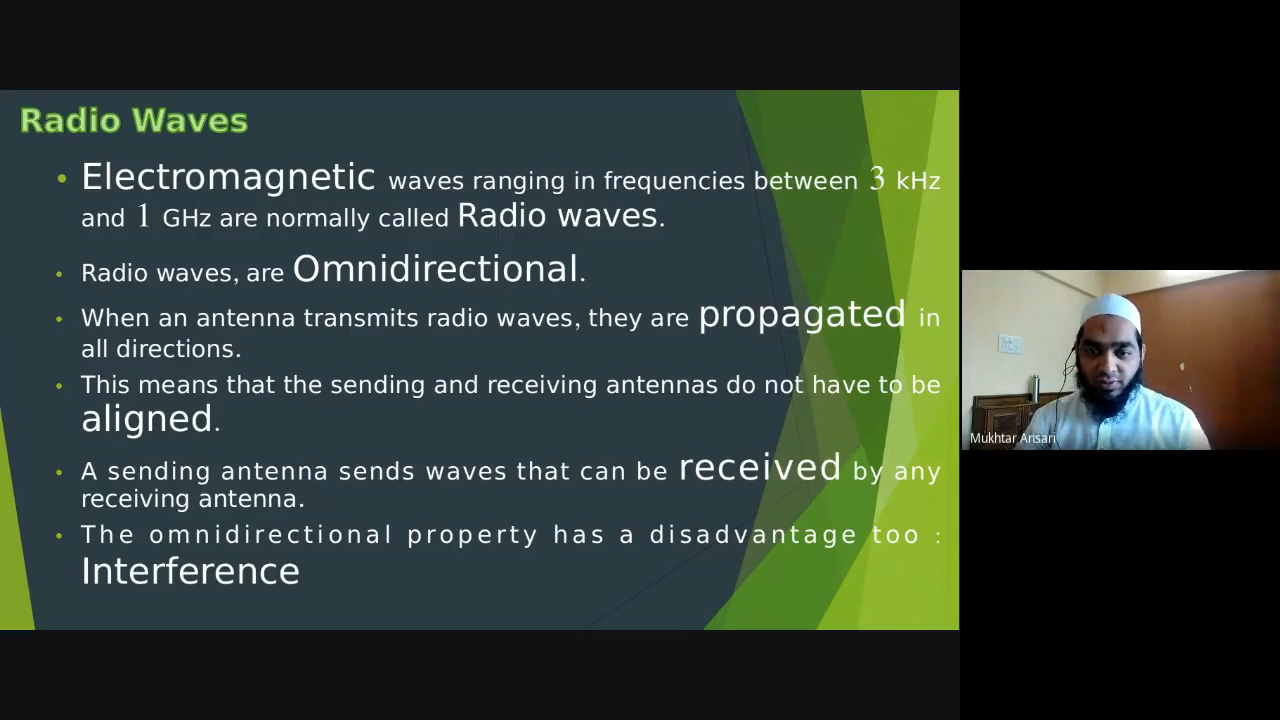 Radio Waves
• Electromagnetic waves ranging in frequencies between 3 kHz
and 1 GHz are normally called Radio waves.
• Radio waves, are Omnidirectional.
• When an antenna transmits radio waves, they are propagated in
all directions.
• This means that the sending and receiving antennas do not have to be
aligned.
• A sending antenna sends waves that can be received by any
receiving antenna.
• The omnidirectional property has a disadvantage too :
Interference
Mukhtar Ansari